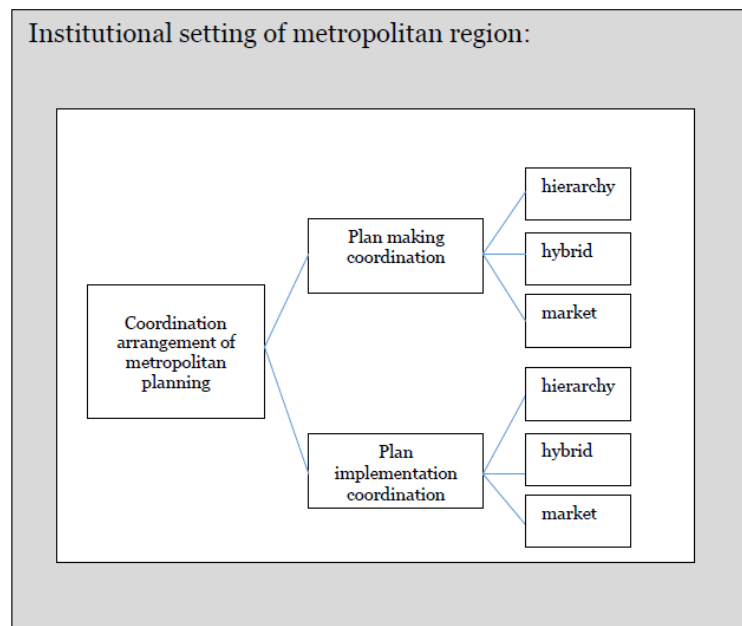 Institutional setting of metropolitan region:
hierarchy
Plan making
coordination
hybrid
market
Coordination
arrangement of
metropolitan
planning
hierarchy
Plan
implementation
coordination
hybrid
market